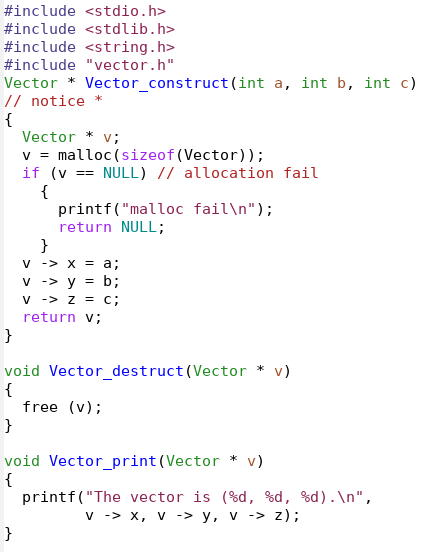 #include <stdio.h>
#include <stdlib.h>
#include <string.h>
#include "vector.h"
Vector * Vector_construct(int a, int b, int c)
// notice *
{
  Vector * v;
  v = malloc(sizeof(Vector));
  if (v == NULL) // allocation fail
    {
      printf("malloc fail\n");
      return NULL;
    }
  v -> x = a;
  v -> y = b;
  v -> z = c;
  return v;
}

void Vector_destruct(Vector * v)
{
  free (v);
}

void Vector_print(Vector * v)
{
  printf("The vector is (%d, %d, %d).\n",
         v -> x, v -> y, v -> z);
}